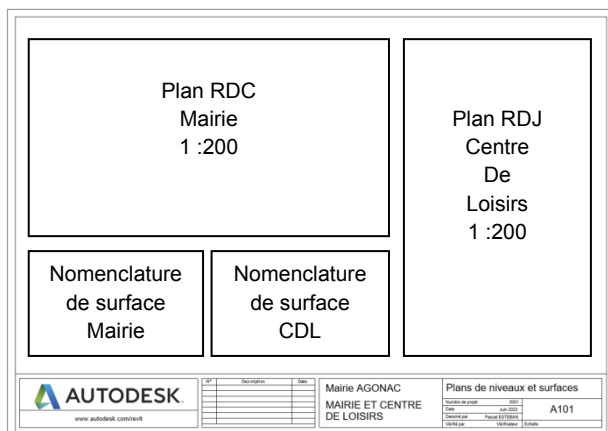 Plan RDC
Mairie
1 :200
Plan RDJ
Centre
De
Loisirs
1 :200
Nomenclature
de surface
Mairie
Nomenclature
de surface
CDL
AUTODESK.
www.autodesk.com/revit
N° Description Date
Mairie AGONAC
MAIRIE ET CENTRE
DE LOISIRS
Plans de niveaux et surfaces
Numéro de projet 0001
Date Juin 2022
Dessiné par Pascal ESTEBAN
Vérifié par Vérificateur
A101
Echelle